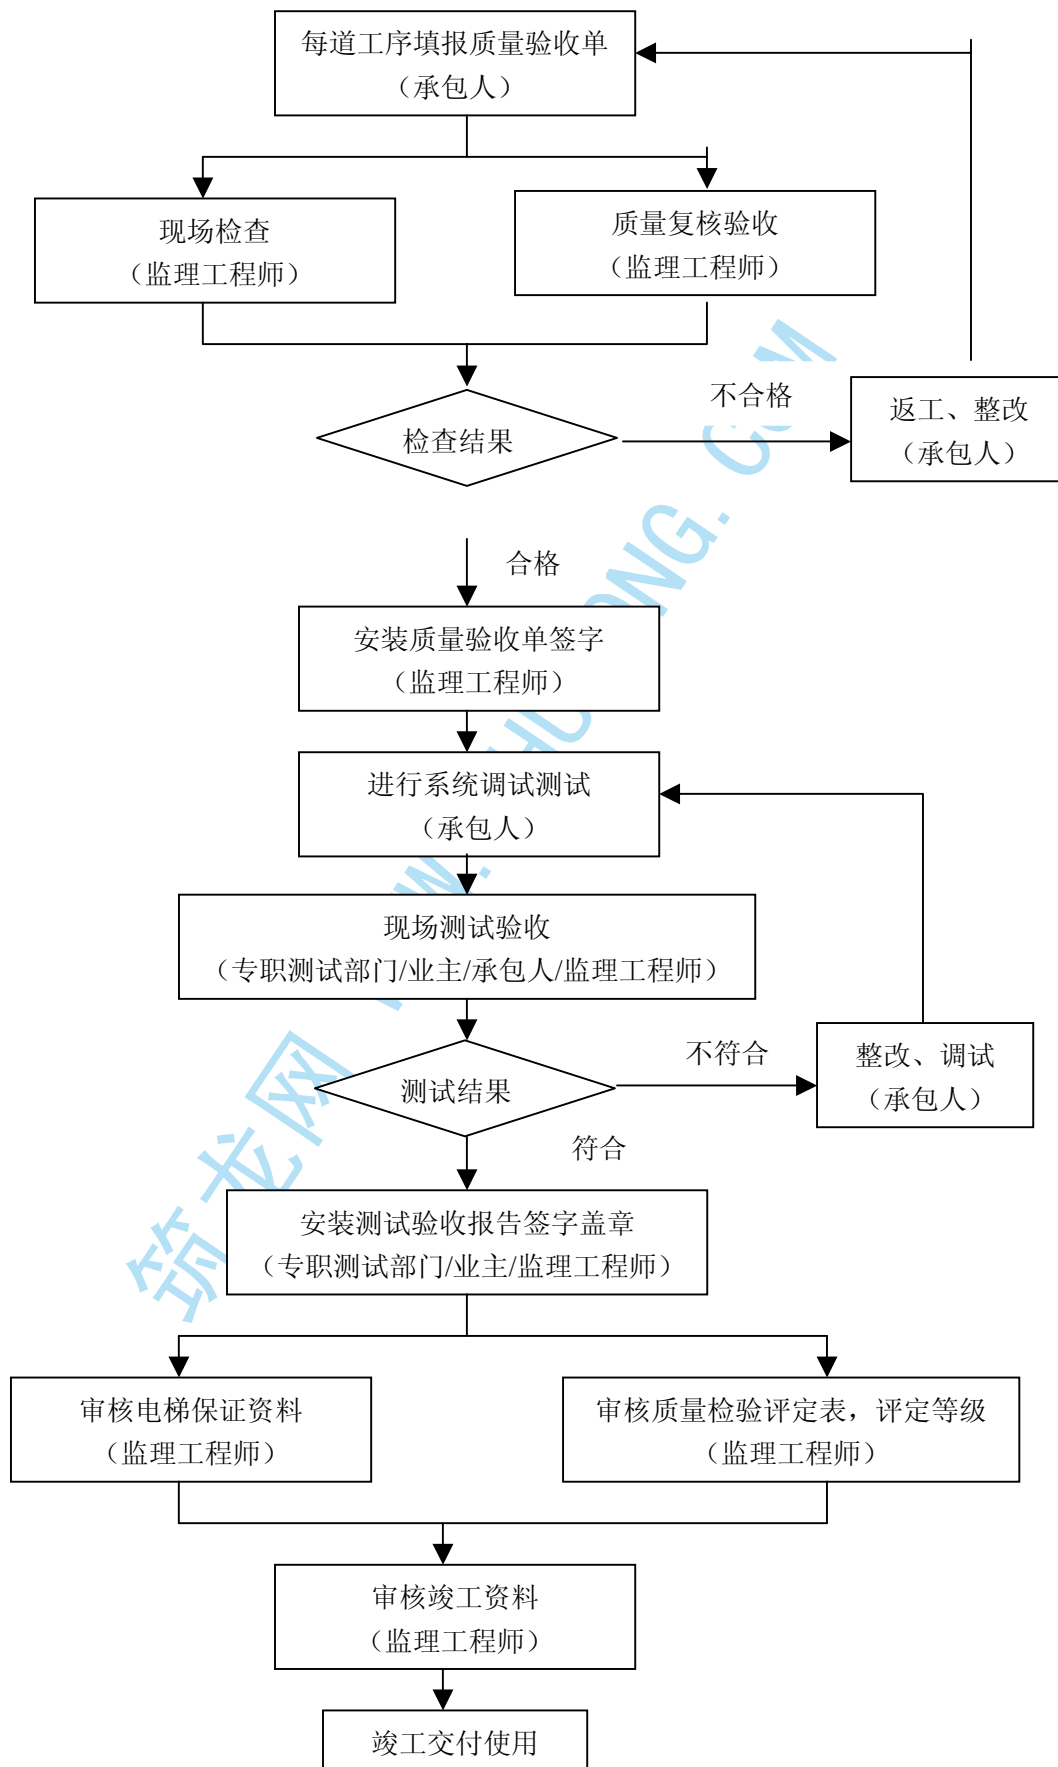 每道工序填报质量验收单
（承包人）
现场检查
（监理工程师）
质量复核验收
（监理工程师）
不合格
返工、整改
（承包人）
检查结果
合格
安装质量验收单签字
（监理工程师）
进行系统调试测试
（承包人）
现场测试验收
（专职测试部门/业主/承包人/监理工程师）
不符合
整改、调试
（承包人）
测试结果
符合
安装测试验收报告签字盖章
（专职测试部门/业主/监理工程师）
审核电梯保证资料
（监理工程师）
审核质量检验评定表，评定等级
（监理工程师）
审核竣工资料
（监理工程师）
竣工交付使用
筑龙网